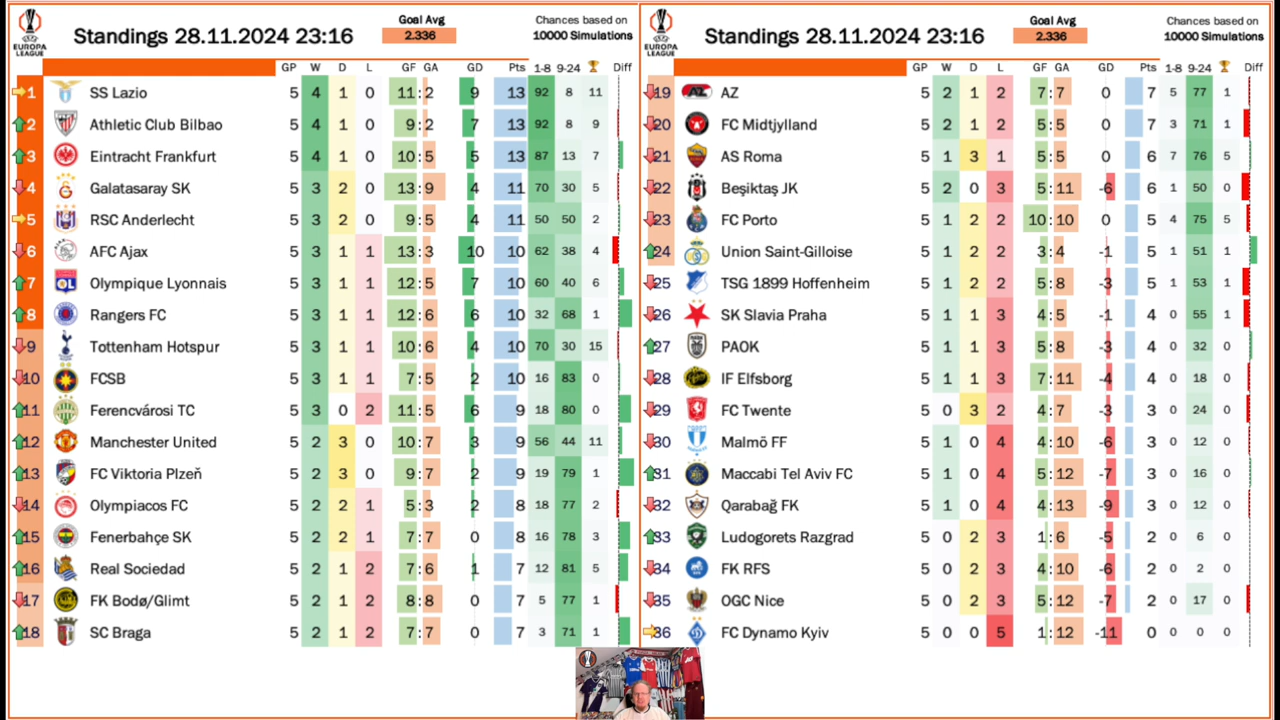 EUROPA
LEAGUE
Standings 28.11.2024 23:16
Goal Avg
2.336
Chances based on
10000 Simulations
GP W D L GF GA GD Pts 1-8 9-24 Diff
1 SS Lazio 5 4 1 0 11:2 9 13 92 8 11
2 Athletic Club Bilbao 5 4 1 0 9:2 7 13 92 8 9
3 Eintracht Frankfurt 5 4 1 0 10:5 5 13 87 13 7
4 Galatasaray SK 5 3 2 0 13:9 4 11 70 30 5
5 RSC Anderlecht 5 3 2 0 9:5 4 11 50 50 2
6 AFC Ajax 5 3 1 1 13:3 10 10 62 38 4
7 Olympique Lyonnais 5 3 1 1 12:5 7 10 60 40 6
8 Rangers FC 5 3 1 1 12:6 6 10 32 68 1
9 Tottenham Hotspur 5 3 1 1 10:6 4 10 70 30 15
10 FCSB 5 3 1 1 7:5 2 10 16 83 0
11 Ferencvárosi TC 5 3 0 2 11:5 6 9 18 80 0
12 Manchester United 5 2 3 0 10:7 3 9 56 44 11
13 FC Viktoria Plzeň 5 2 3 0 9:7 2 9 19 79 1
14 Olympiacos FC 5 2 2 1 5:3 2 8 18 77 2
15 Fenerbahçe SK 5 2 2 1 7:7 0 8 16 78 3
16 Real Sociedad 5 2 1 2 7:6 1 7 12 81 5
17 FK Bodø/Glimt 5 2 1 2 8:8 0 7 5 77 1
18 SC Braga 5 2 1 2 7:7 0 7 3 71 1
EUROPA
LEAGUE
Standings 28.11.2024 23:16
Goal Avg
2.336
Chances based on
10000 Simulations
GP W D L GF GA GD Pts 1-8 9-24 Diff
19 AZ 5 2 1 2 7:7 0 7 5 77 1
20 FC Midtjylland 5 2 1 2 5:5 0 7 3 71 1
21 AS Roma 5 1 3 1 5:5 0 6 7 76 5
22 Beşiktaş JK 5 2 0 3 5:11 -6 6 1 50 0
23 FC Porto 5 1 2 2 10:10 0 5 4 75 5
24 Union Saint-Gilloise 5 1 2 2 3:4 -1 5 1 51 1
25 TSG 1899 Hoffenheim 5 1 2 2 5:8 -3 5 1 53 1
26 SK Slavia Praha 5 1 1 3 4:5 -1 4 0 55 1
27 PAOK 5 1 1 3 5:8 -3 4 0 32 0
28 IF Elfsborg 5 1 1 3 7:11 -4 4 0 18 0
29 FC Twente 5 0 3 2 4:7 -3 3 0 24 0
30 Malmö FF 5 1 0 4 4:10 -6 3 0 12 0
31 Maccabi Tel Aviv FC 5 1 0 4 5:12 -7 3 0 16 0
32 Qarabağ FK 5 1 0 4 4:13 -9 3 0 12 0
33 Ludogorets Razgrad 5 0 2 3 1:6 -5 2 0 6 0
34 FK RFS 5 0 2 3 4:10 -6 2 0 2 0
35 OGC Nice 5 0 2 3 5:12 -7 2 0 17 0
36 FC Dynamo Kyiv 5 0 0 5 1:12 -11 0 0 0 0